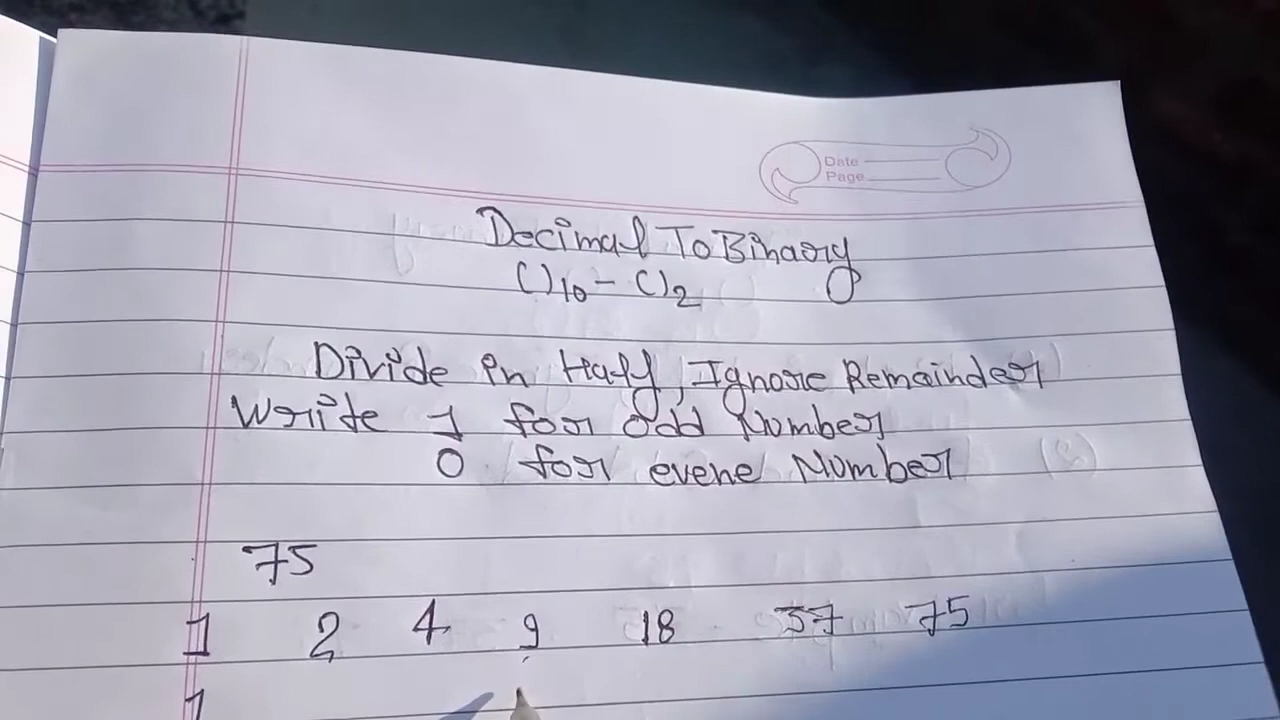 Date
Page
Decimal To Binary
()10 - ()2
Divide in Half, Ignore Remainder
Write 1 for odd Number
0 for evene Number
75
1 2 4 9 18 37 75
1